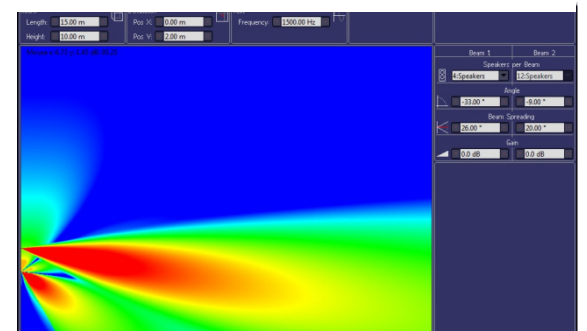 Length: 15.00 m
Pos X: 0.00 m
Frequency: 1500.00 Hz
Height: 10.00 m
Pos Y: 2.00 m
Beam 1 Beam 2
Speakers per Beam
4:Speakers 12:Speakers
Angle
-33.00 ° -9.00 °
Beam Spreading
26.00 ° 20.00 °
Gain
0.0 dB 0.0 dB